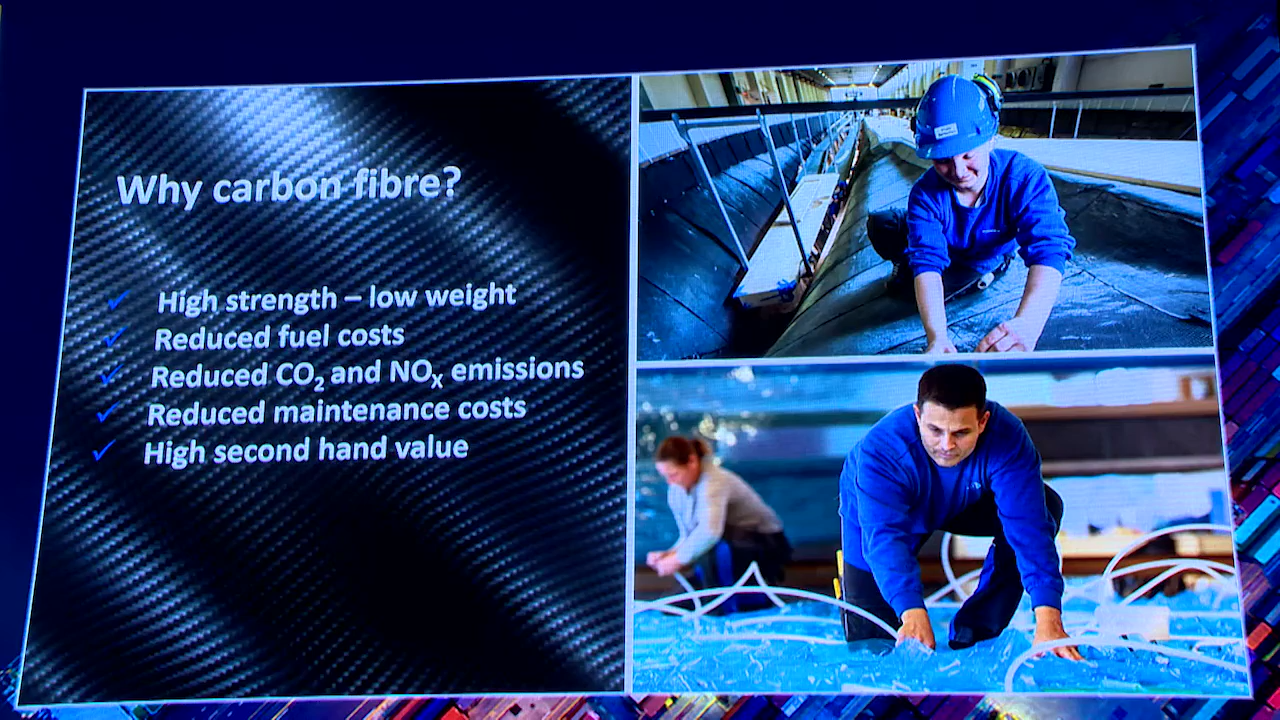 Why carbon fibre?
✓ High strength – low weight
✓ Reduced fuel costs
✓ Reduced CO₂ and NOₓ emissions
✓ Reduced maintenance costs
✓ High second hand value